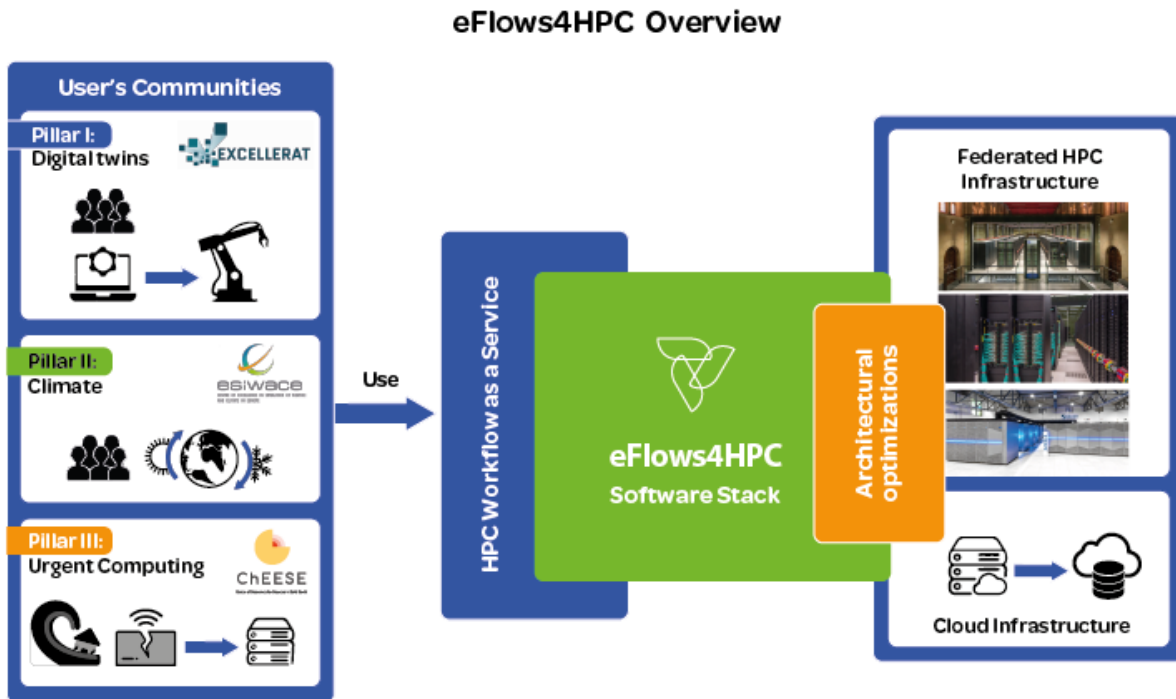 eFlows4HPC Overview
User's Communities
Pillar I:
Digital twins
EXCELLERAT
Pillar II:
Climate
esiwace
Pillar III:
Urgent Computing
ChEESE
Use
HPC Workflow as a Service
eFlows4HPC
Software Stack
Architectural
optimizations
Federated HPC
Infrastructure
Cloud Infrastructure